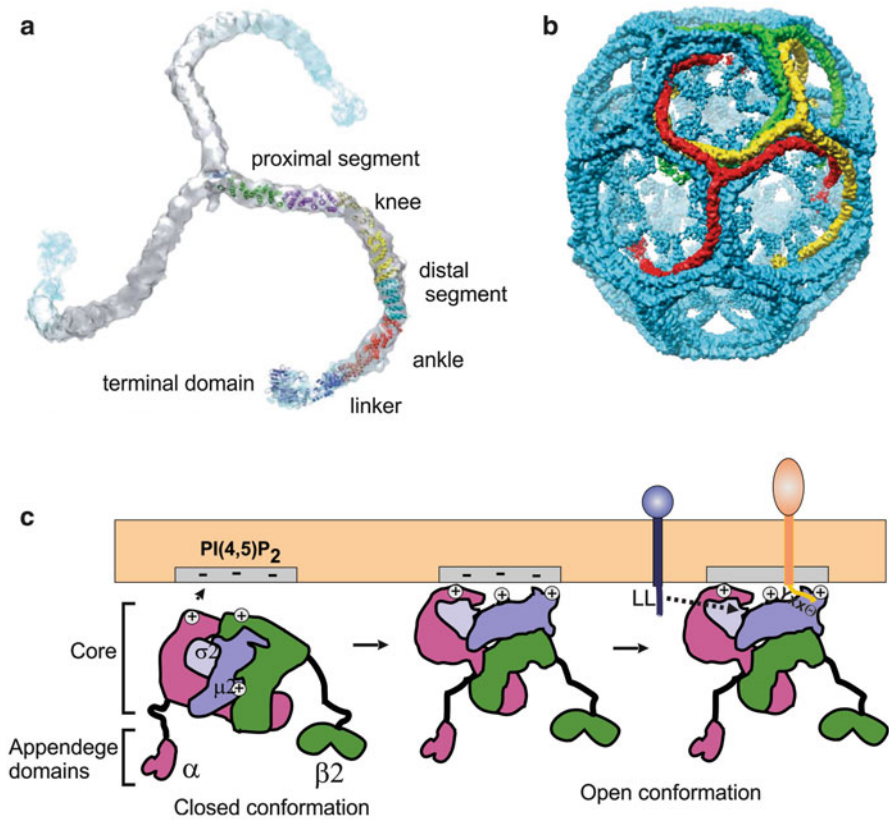 a
b
proximal segment
knee
distal
segment
ankle
terminal domain
linker
c
PI(4,5)P2
- - -
- - -
- - -
+
+
+
+
+
+
+
+
+
LL
YxxΘ
Core
σ2
μ2
Appendege
domains
α
β2
Closed conformation
Open conformation